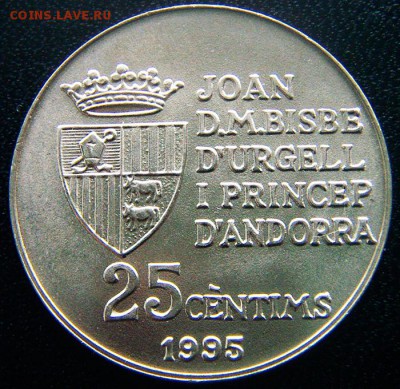 COINS.LAVE.RU
JOAN
D.M.BISBE
D'URGELL
I PRINCEP
D'ANDORRA
25 CÈNTIMS
1995